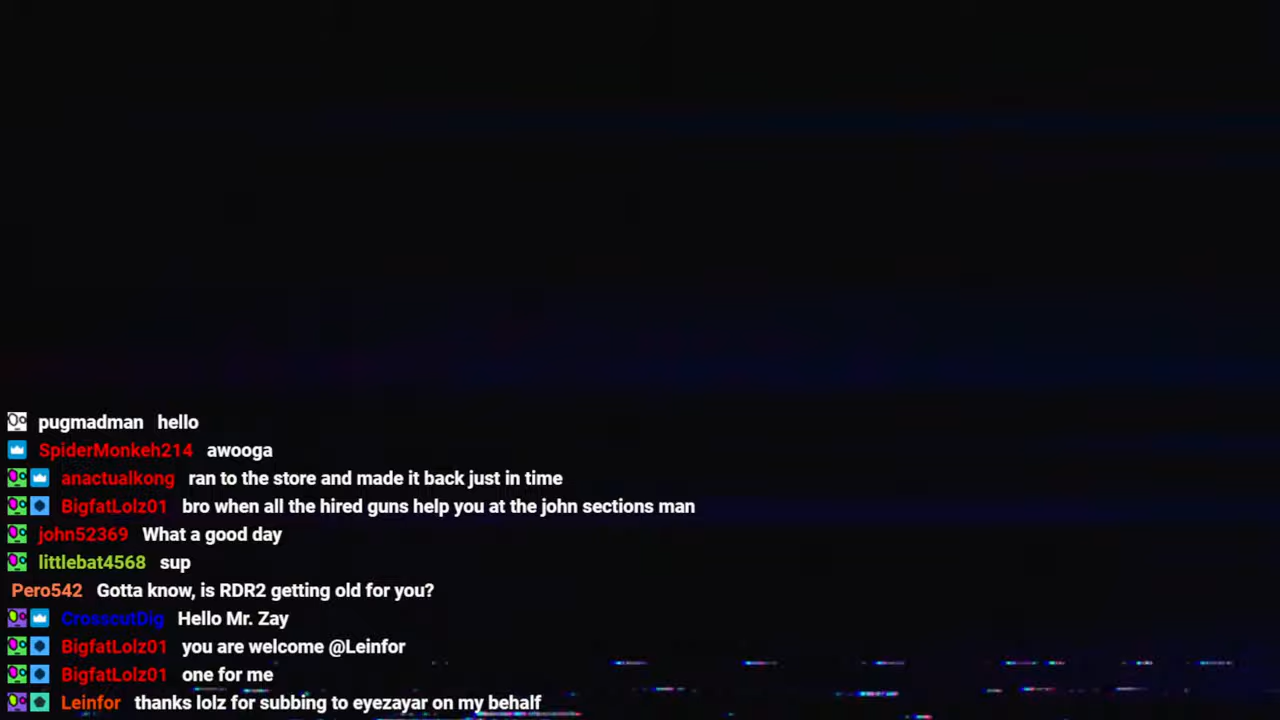 pugmadman hello
SpiderMonkeh214 awooga
anactualkong ran to the store and made it back just in time
BigfatLolz01 bro when all the hired guns help you at the john sections man
john52369 What a good day
littlebat4568 sup
Pero542 Gotta know, is RDR2 getting old for you?
CrosscutDig Hello Mr. Zay
BigfatLolz01 you are welcome @Leinfor
BigfatLolz01 one for me
Leinfor thanks lolz for subbing to eyezayar on my behalf